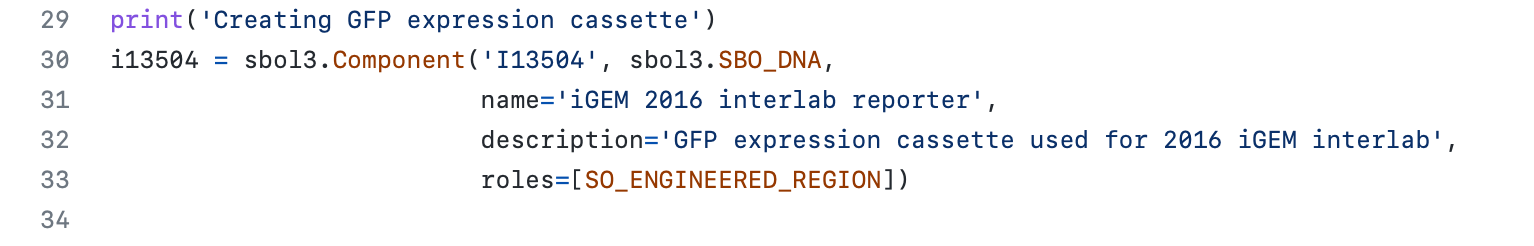 29 print('Creating GFP expression cassette')
30 i13504 = sbol3.Component('I13504', sbol3.SBO_DNA,
31 name='iGEM 2016 interlab reporter',
32 description='GFP expression cassette used for 2016 iGEM interlab',
33 roles=[SO_ENGINEERED_REGION])
34